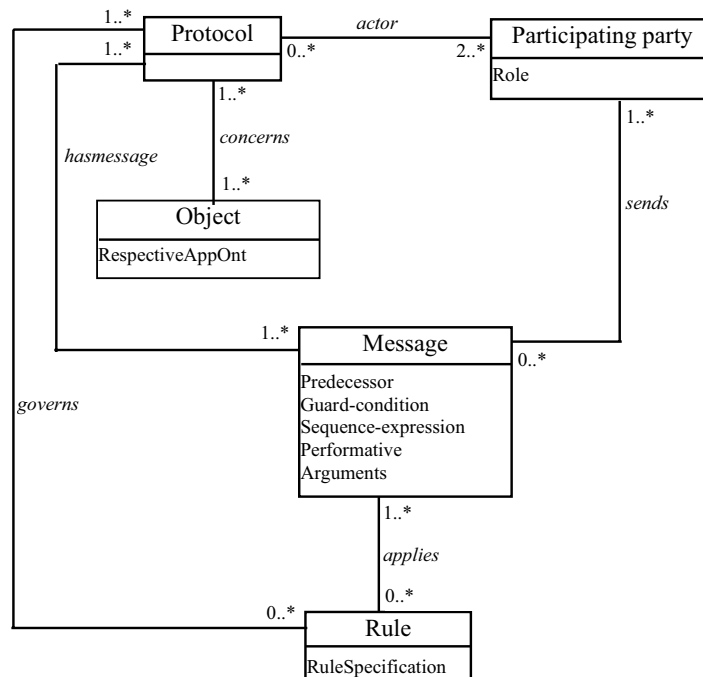 1..*
Protocol
actor
Participating party
1..*
0..*
2..*
Role
1..*
1..*
concerns
hasmessage
1..*
sends
Object
RespectiveAppOnt
1..*
Message
0..*
Predecessor
Guard-condition
Sequence-expression
Performative
Arguments
governs
1..*
applies
0..*
0..*
Rule
RuleSpecification